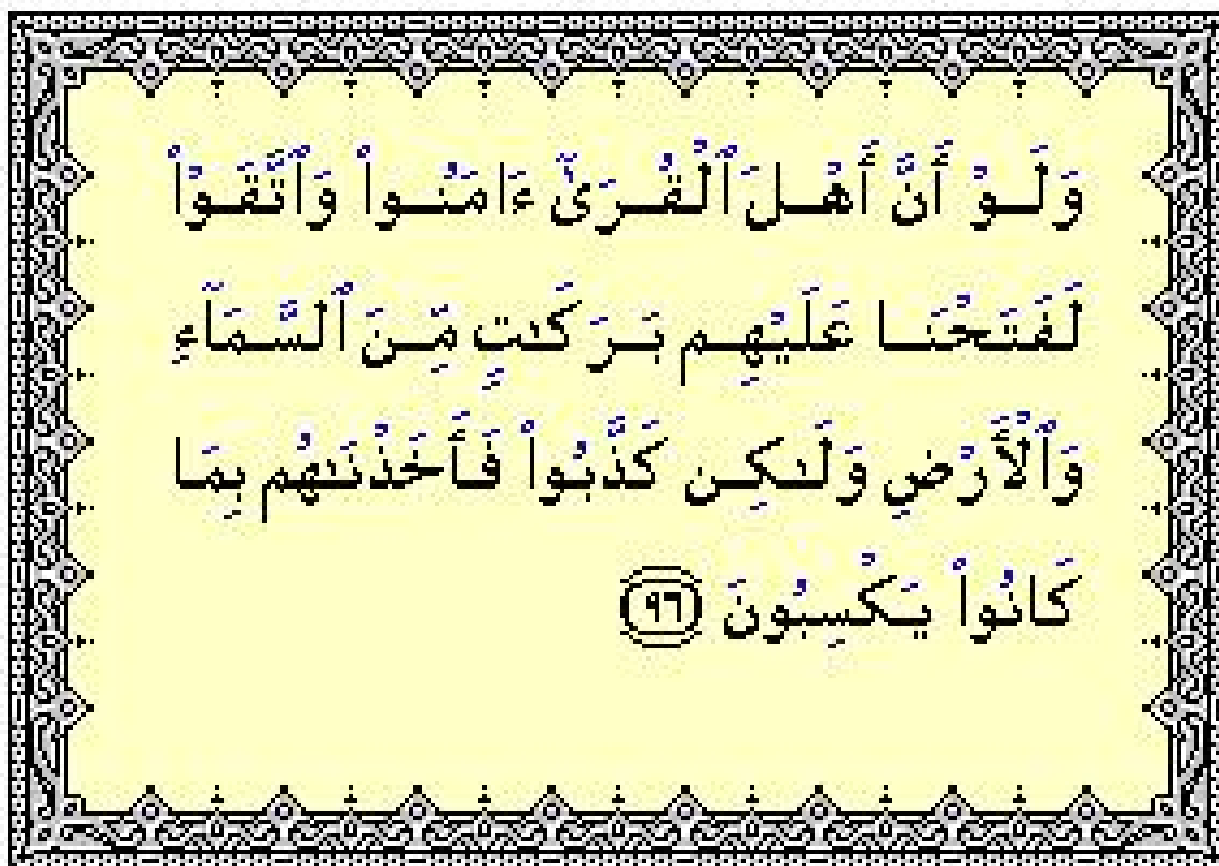 وَلَوْ أَنَّ أَهْلَ ٱلْقُرَىٰٓ ءَامَنُوا۟ وَٱتَّقَوْا۟
لَفَتَحْنَا عَلَيْهِم بَرَكَٰتٍ مِّنَ ٱلسَّمَآءِ
وَٱلْأَرْضِ وَلَٰكِن كَذَّبُوا۟ فَأَخَذْنَٰهُم بِمَا
كَانُوا۟ يَكْسِبُونَ ٩٦